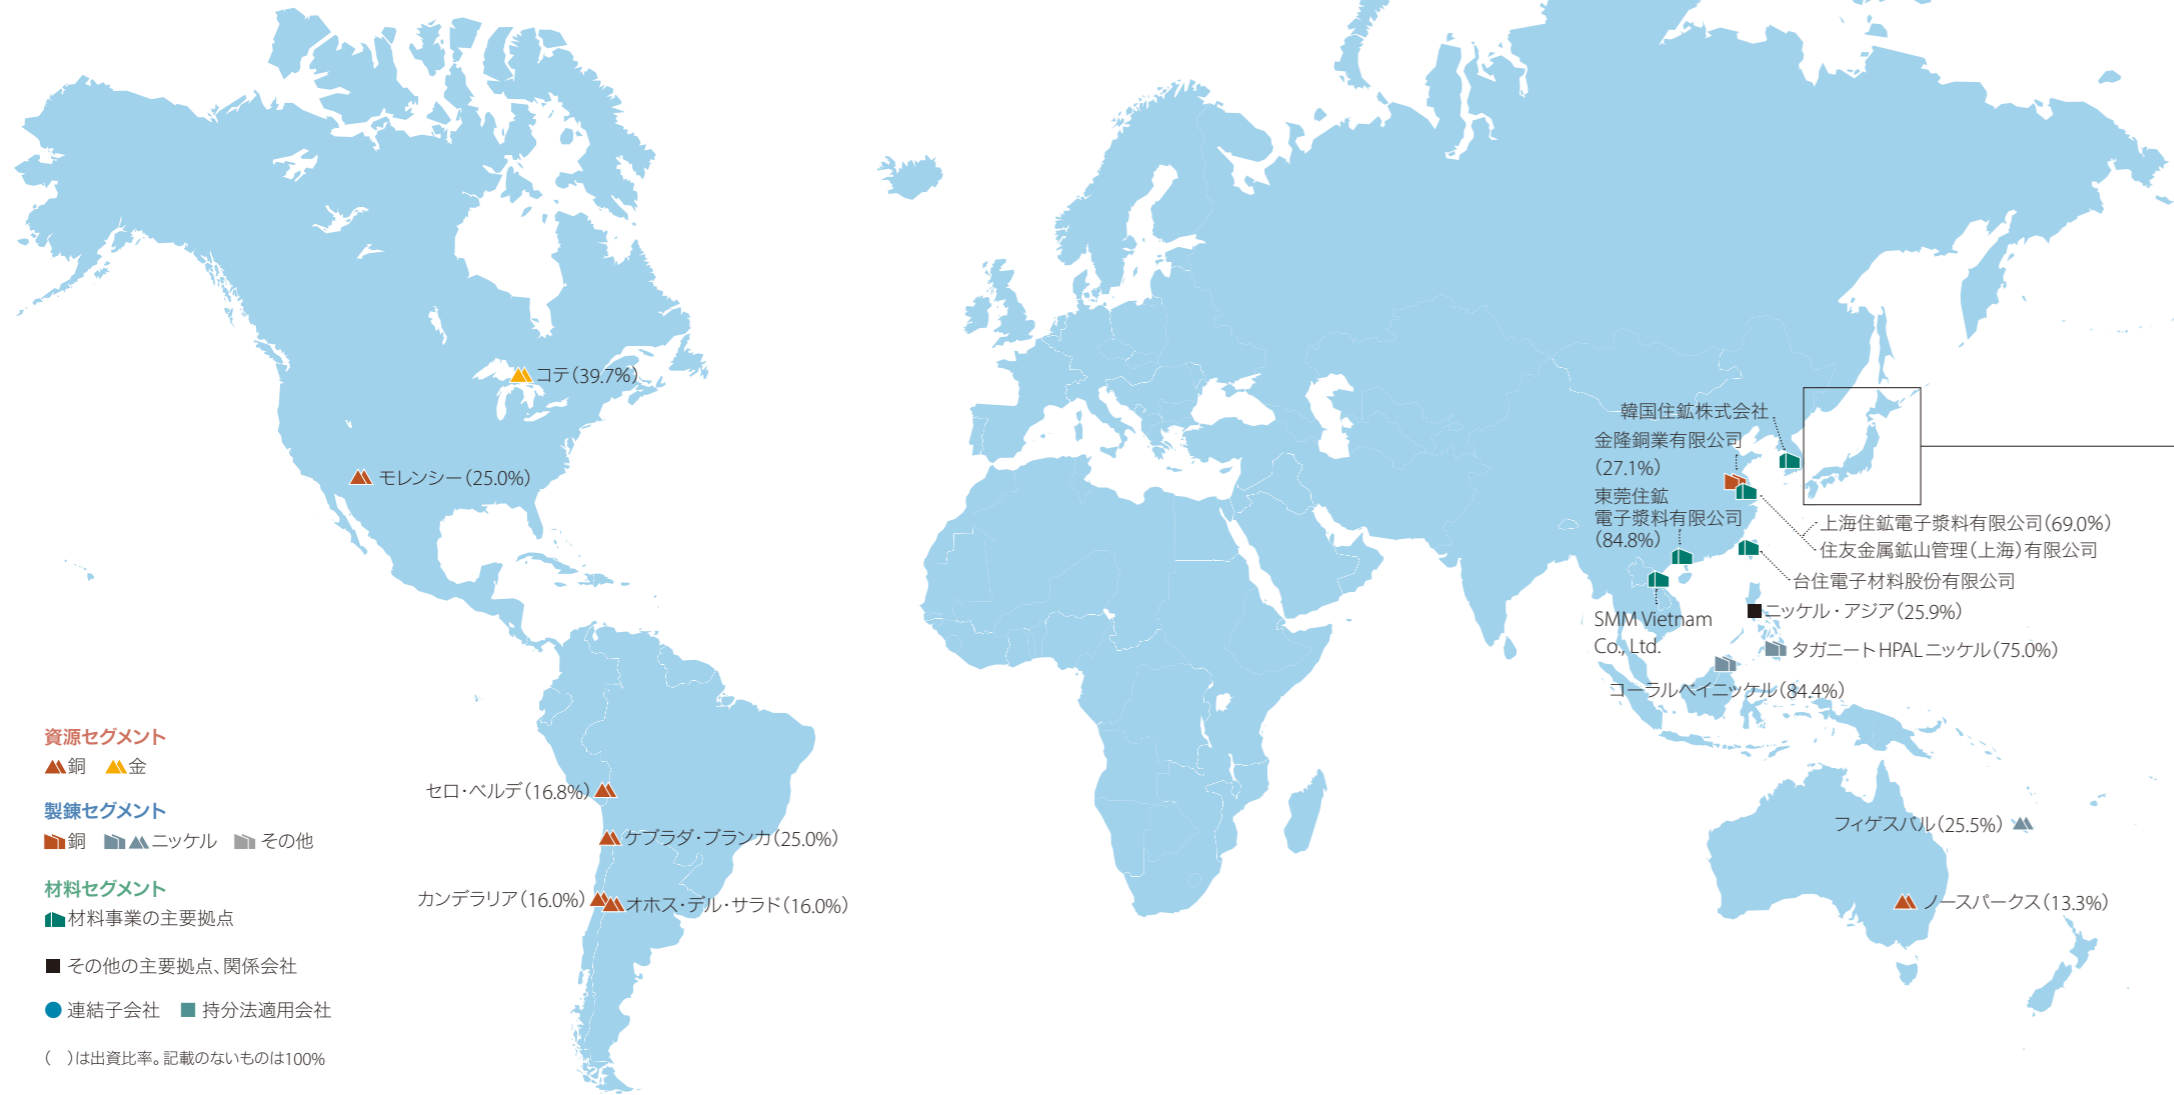 コテ（39.7%）
モレンシー（25.0%）
セロ・ベルデ（16.8%）
ケブラダ・ブランカ（25.0%）
カンデラリア（16.0%）
オホス・デル・サラド（16.0%）
韓国住鉱株式会社
金隆銅業有限公司
（27.1%）
東莞住鉱
電子漿料有限公司
（84.8%）
上海住鉱電子漿料有限公司（69.0%）
住友金属鉱山管理（上海）有限公司
台住電子材料股份有限公司
SMM Vietnam
Co., Ltd.
ニッケル・アジア（25.9%）
タガニートHPALニッケル（75.0%）
コーラルベイニッケル（84.4%）
フィゲスバル（25.5%）
ノースパークス（13.3%）
資源セグメント
銅 金
製錬セグメント
銅 ニッケル その他
材料セグメント
材料事業の主要拠点
その他の主要拠点、関係会社
連結子会社 持分法適用会社
（　）は出資比率。記載のないものは100%